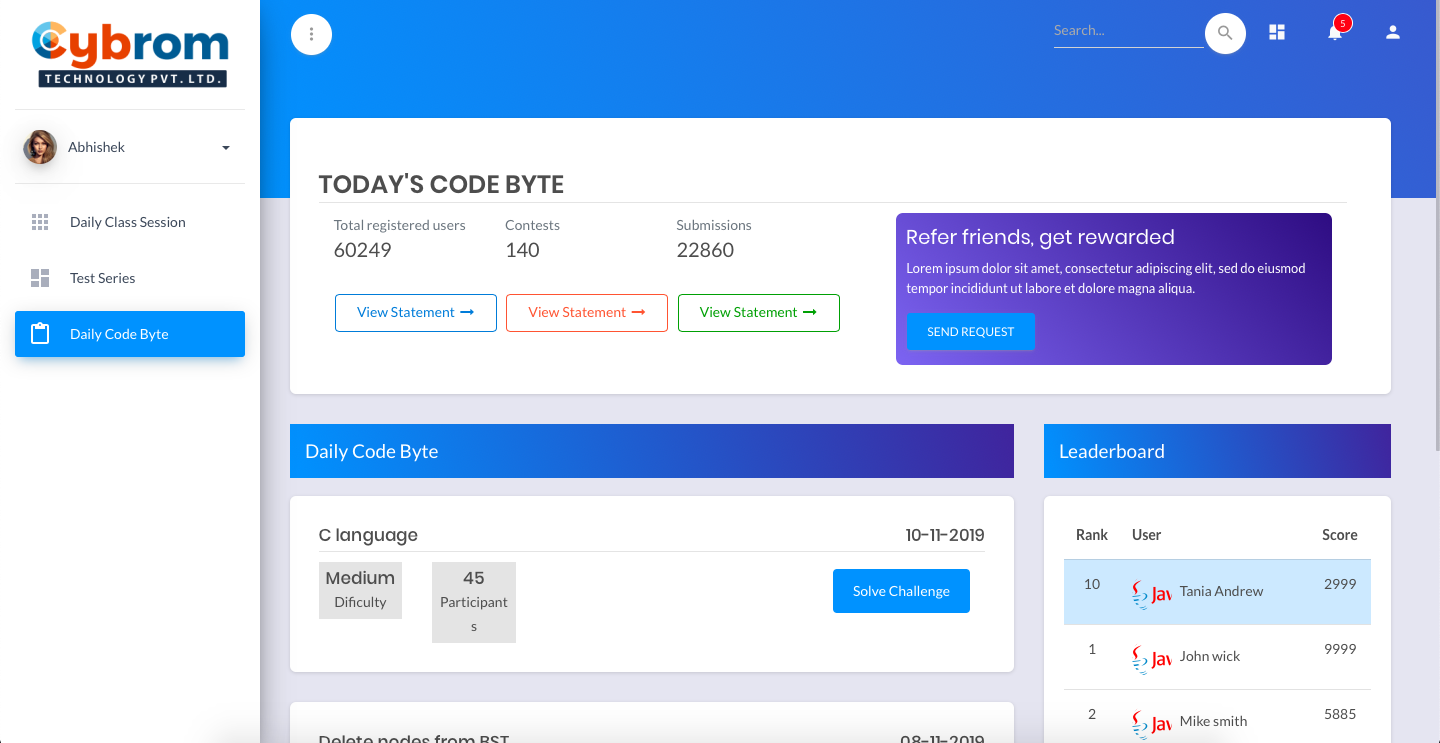 Cybrom
TECHNOLOGY PVT. LTD.
Abhishek
Daily Class Session
Test Series
Daily Code Byte
Search...
5
TODAY'S CODE BYTE
Total registered users
60249
Contests
140
Submissions
22860
View Statement
View Statement
View Statement
Refer friends, get rewarded
Lorem ipsum dolor sit amet, consectetur adipiscing elit, sed do eiusmod
tempor incididunt ut labore et dolore magna aliqua.
SEND REQUEST
Daily Code Byte
C language
10-11-2019
Medium
Dificulty
45
Participant
s
Solve Challenge
Delete nodes from BST
08-11-2019
Leaderboard
Rank User Score
10 Jav Tania Andrew 2999
1 Jav John wick 9999
2 Jav Mike smith 5885